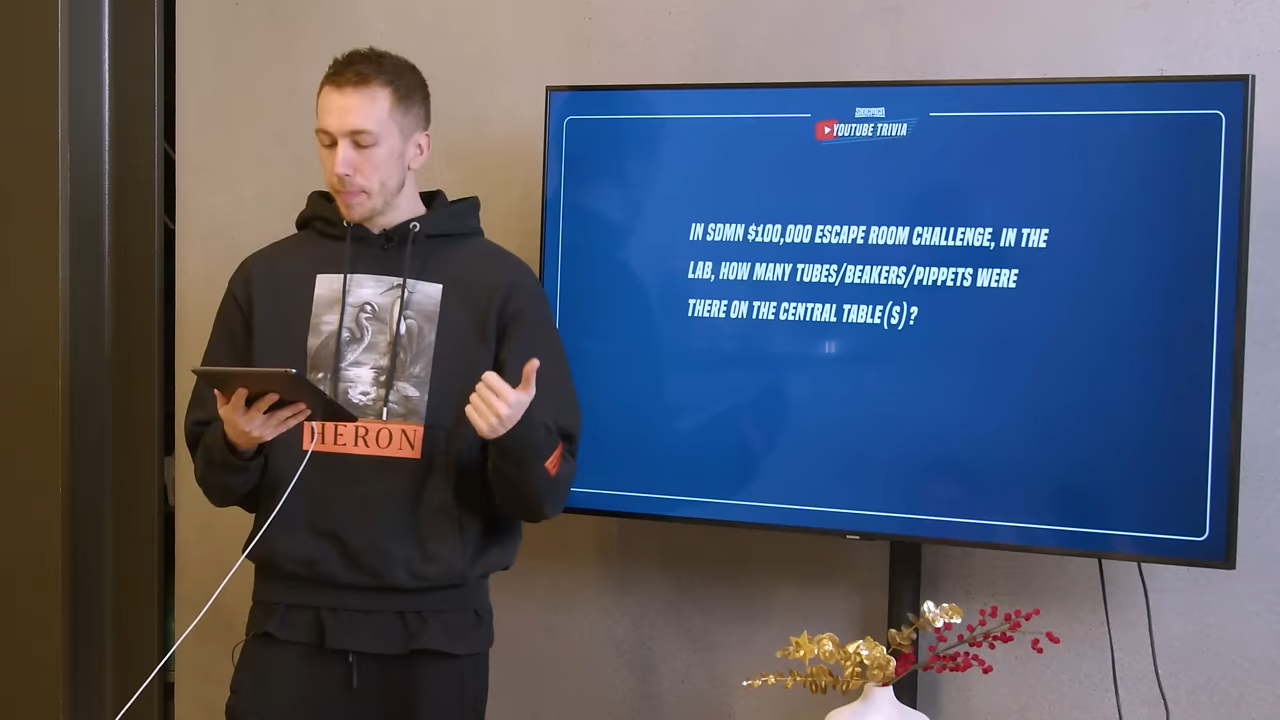 SIDEMEN
YOUTUBE TRIVIA
IN SDMN $100,000 ESCAPE ROOM CHALLENGE, IN THE
LAB, HOW MANY TUBES/BEAKERS/PIPPETS WERE
THERE ON THE CENTRAL TABLE(S)?
HERON